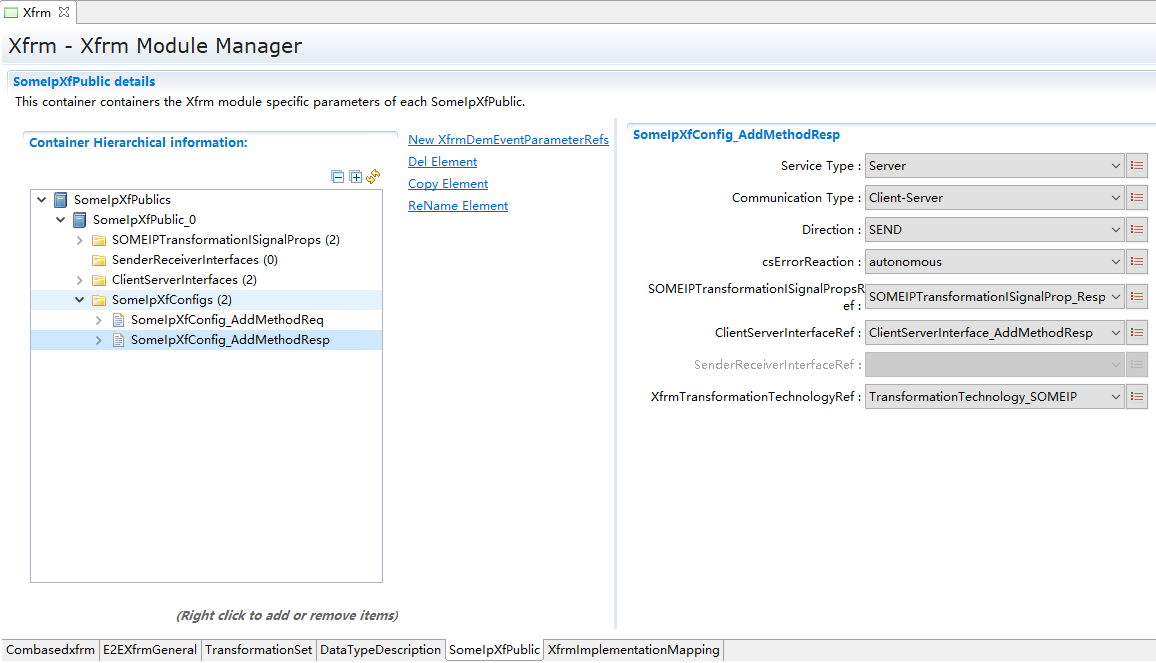 Xfrm
Xfrm - Xfrm Module Manager
SomeIpXfPublic details
This container containers the Xfrm module specific parameters of each SomeIpXfPublic.
Container Hierarchical information:
SomeIpXfPublics
SomeIpXfPublic_0
SOMEIPTransformationISignalProps (2)
SenderReceiverInterfaces (0)
ClientServerInterfaces (2)
SomeIpXfConfigs (2)
SomeIpXfConfig_AddMethodReq
SomeIpXfConfig_AddMethodResp
(Right click to add or remove items)
New XfrmDemEventParameterRefs
Del Element
Copy Element
ReName Element
SomeIpXfConfig_AddMethodResp
Service Type : Server
Communication Type : Client-Server
Direction : SEND
csErrorReaction : autonomous
SOMEIPTransformationISignalPropsR
ef : SOMEIPTransformationISignalProp_Resp
ClientServerInterfaceRef : ClientServerInterface_AddMethodResp
SenderReceiverInterfaceRef :
XfrmTransformationTechnologyRef : TransformationTechnology_SOMEIP
Combasedxfrm E2EXfrmGeneral TransformationSet DataTypeDescription SomeIpXfPublic XfrmImplementationMapping